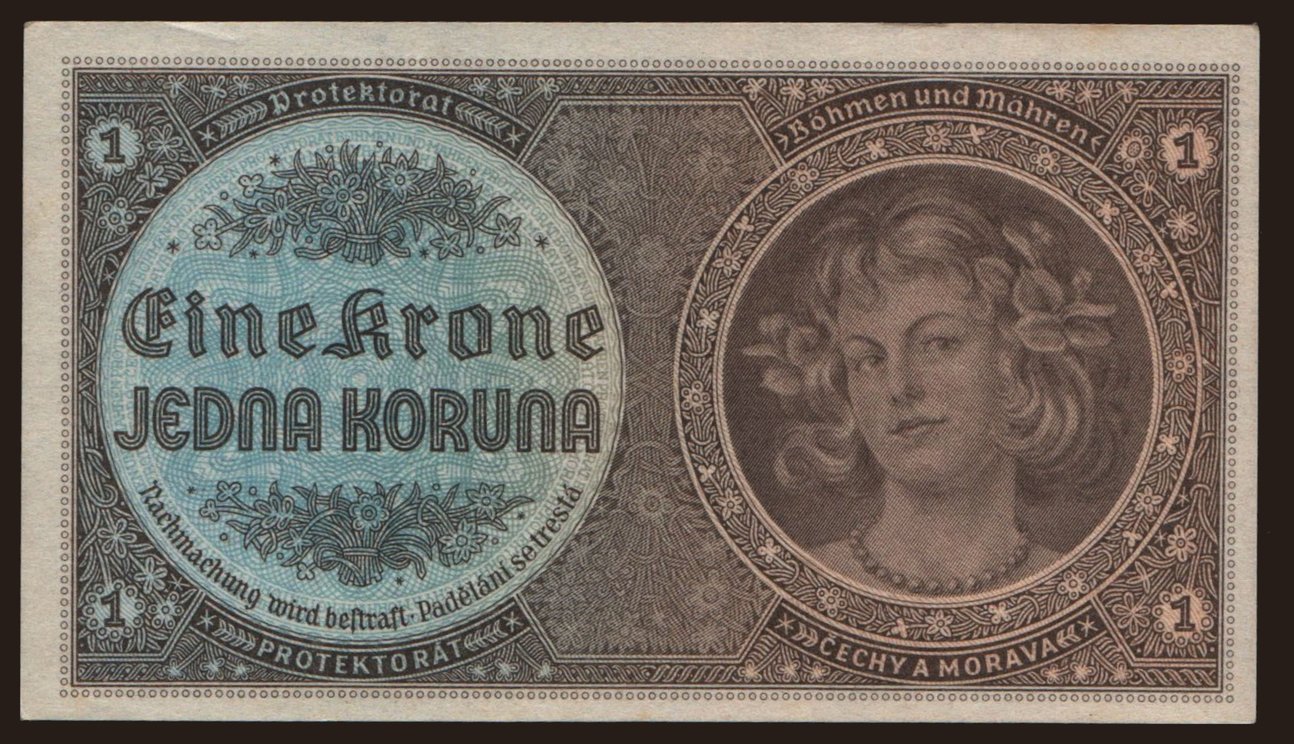 Protektorat
Böhmen und Mähren
1
1
Eine Krone
JEDNA KORUNA
Nachmachung wird bestraft. Padělání se trestá
1
1
PROTEKTORÁT
ČECHY A MORAVA